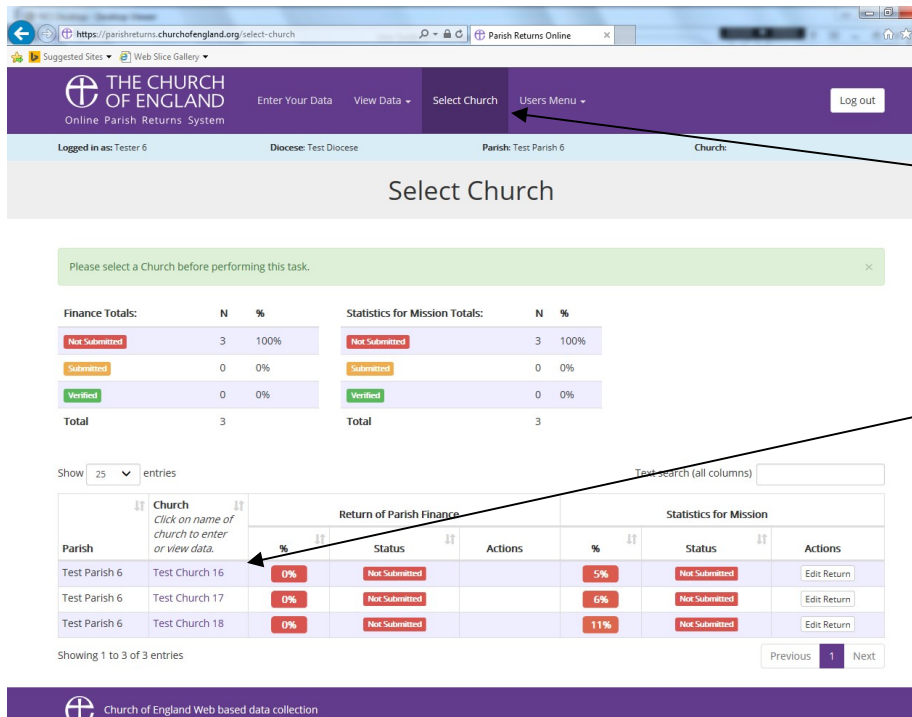 https://parishreturns.churchofengland.org/select-church
Parish Returns Online
Suggested Sites Web Slice Gallery
THE CHURCH
OF ENGLAND
Online Parish Returns System
Enter Your Data View Data Select Church Users Menu Log out
Logged in as: Tester 6 Diocese: Test Diocese Parish: Test Parish 6 Church:
Select Church
Please select a Church before performing this task.
Finance Totals: N % Statistics for Mission Totals: N %
Not Submitted 3 100% Not Submitted 3 100%
Submitted 0 0% Submitted 0 0%
Verified 0 0% Verified 0 0%
Total 3 Total 3
Show 25 entries Text search (all columns)
Church
Click on name of
church to enter
or view data.
Return of Parish Finance Statistics for Mission
Parish % Status Actions % Status Actions
Test Parish 6 Test Church 16 0% Not Submitted 5% Not Submitted Edit Return
Test Parish 6 Test Church 17 0% Not Submitted 6% Not Submitted Edit Return
Test Parish 6 Test Church 18 0% Not Submitted 11% Not Submitted Edit Return
Showing 1 to 3 of 3 entries Previous 1 Next
Church of England Web based data collection